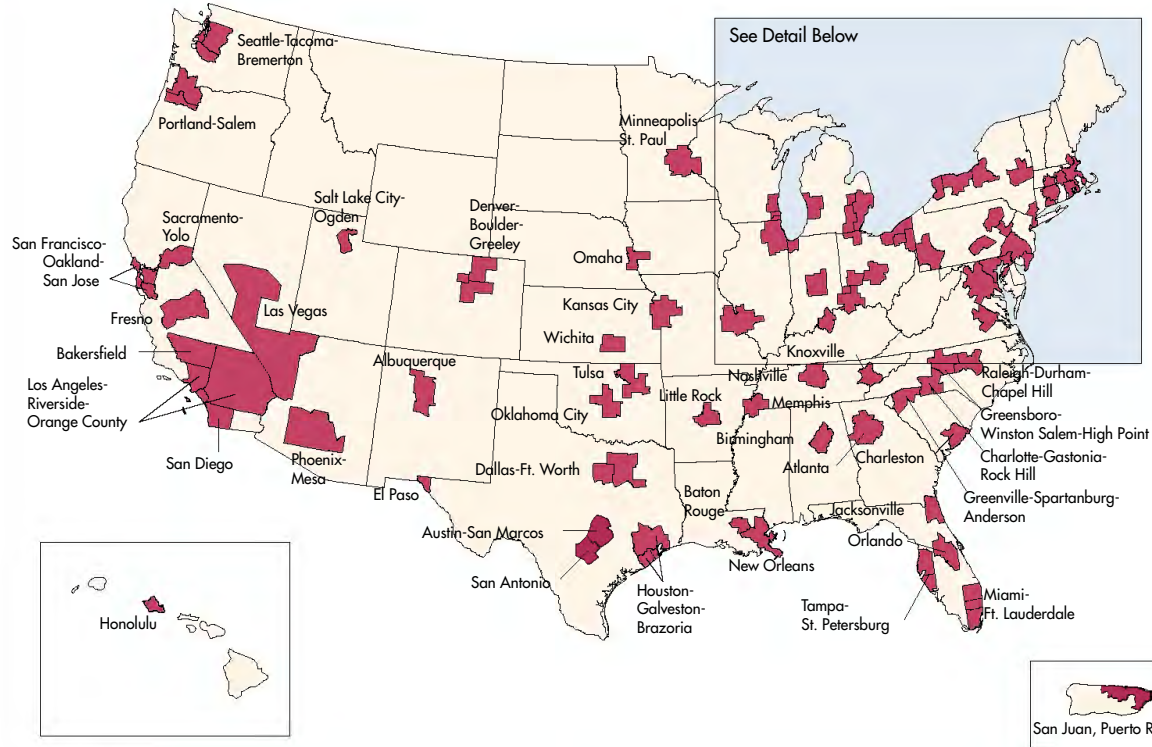 See Detail Below
Seattle-Tacoma-
Bremerton
Portland-Salem
Minneapolis-
St. Paul
Salt Lake City-
Ogden
Denver-
Boulder-
Greeley
Sacramento-
Yolo
San Francisco-
Oakland-
San Jose
Omaha
Kansas City
Las Vegas
Fresno
Wichita
Bakersfield
Albuquerque
Knoxville
Tulsa
Nashville
Raleigh-Durham-
Chapel Hill
Los Angeles-
Riverside-
Orange County
Little Rock
Memphis
Oklahoma City
Greensboro-
Winston Salem-High Point
Birmingham
San Diego
Phoenix-
Mesa
Dallas-Ft. Worth
Atlanta
Charleston
Charlotte-Gastonia-
Rock Hill
El Paso
Baton
Rouge
Greenville-Spartanburg-
Anderson
Jacksonville
Austin-San Marcos
Orlando
New Orleans
San Antonio
Houston-
Galveston-
Brazoria
Tampa-
St. Petersburg
Miami-
Ft. Lauderdale
Honolulu
San Juan, Puerto R